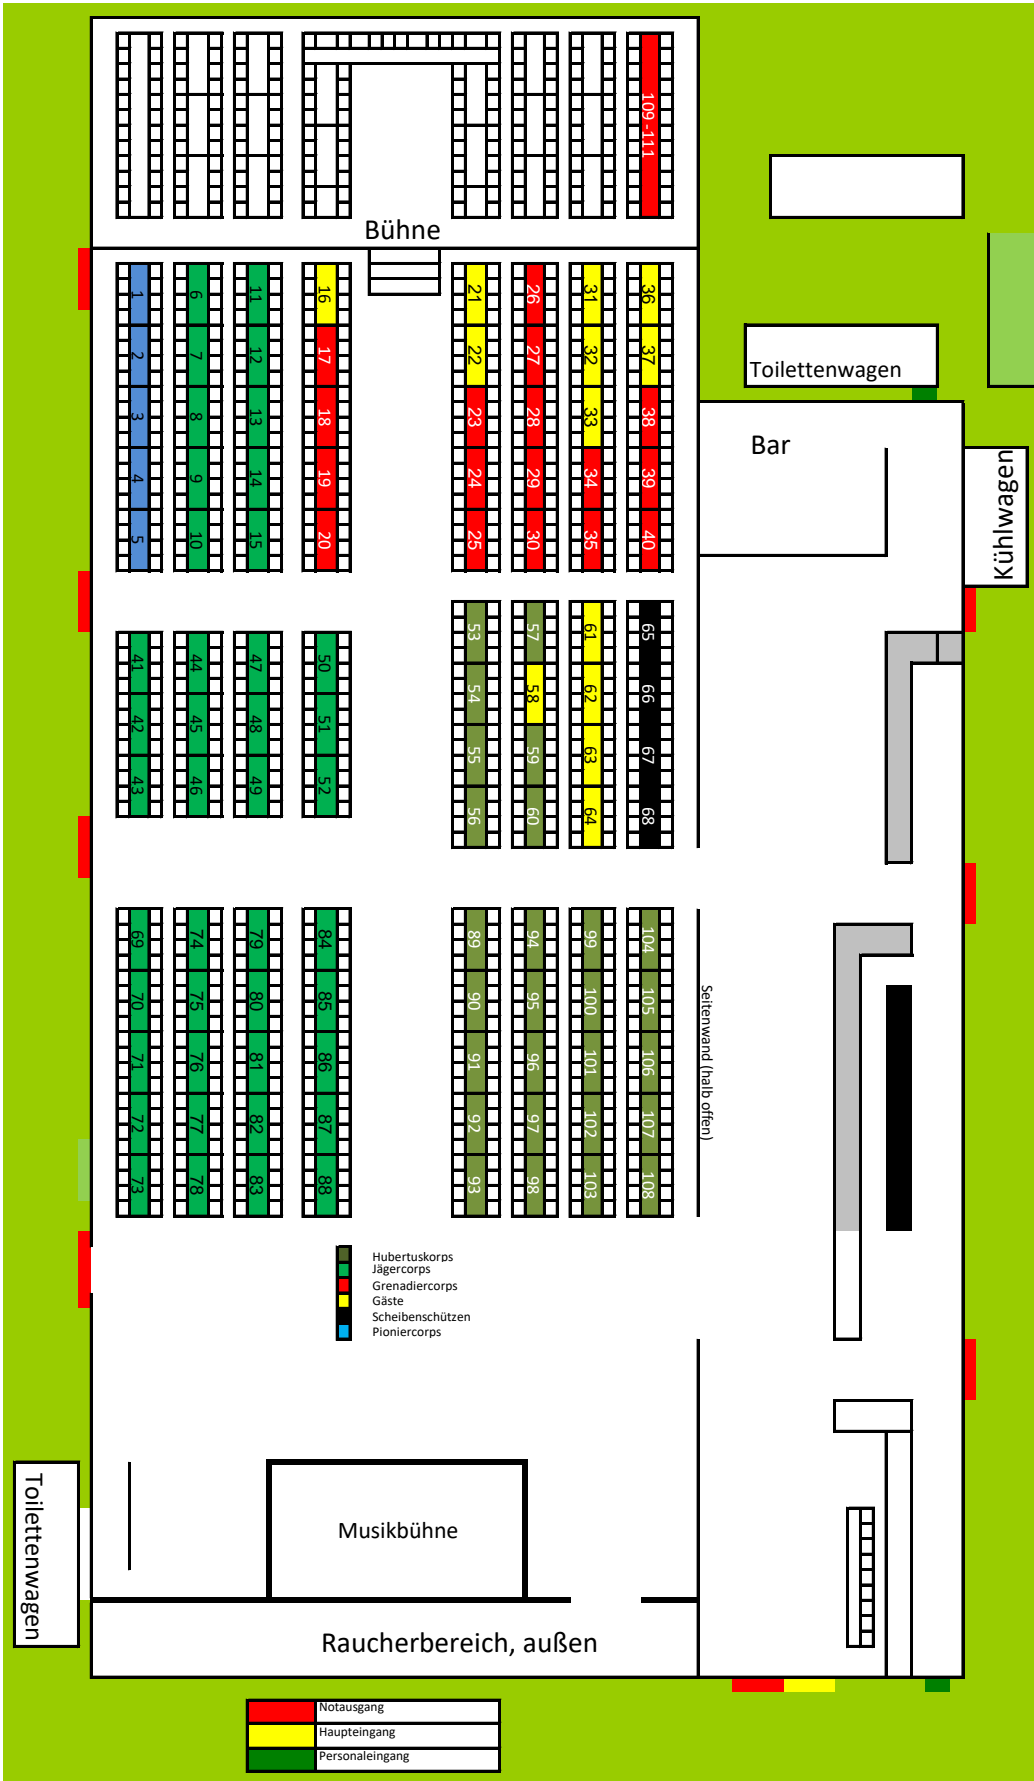 109 -111
Bühne
1 6 11 16 21 26 31 36
2 7 12 17 22 27 32 37
Toilettenwagen
3 8 13 18 23 28 33 38
Bar
4 9 14 19 24 29 34 39
Kühlwagen
5 10 15 20 25 30 35 40
53 57 61 65
41 44 47 50
54 58 62 66
42 45 48 51
55 59 63 67
43 46 49 52
56 60 64 68
69 74 79 84 89 94 99 104
70 75 80 85 90 95 100 105
Seitenwand (halb offen)
71 76 81 86 91 96 101 106
72 77 82 87 92 97 102 107
73 78 83 88 93 98 103 108
Hubertuskorps
Jägercorps
Grenadiercorps
Gäste
Scheibenschützen
Pioniercorps
Musikbühne
Toilettenwagen
Raucherbereich, außen
Notausgang
Haupteingang
Personaleingang